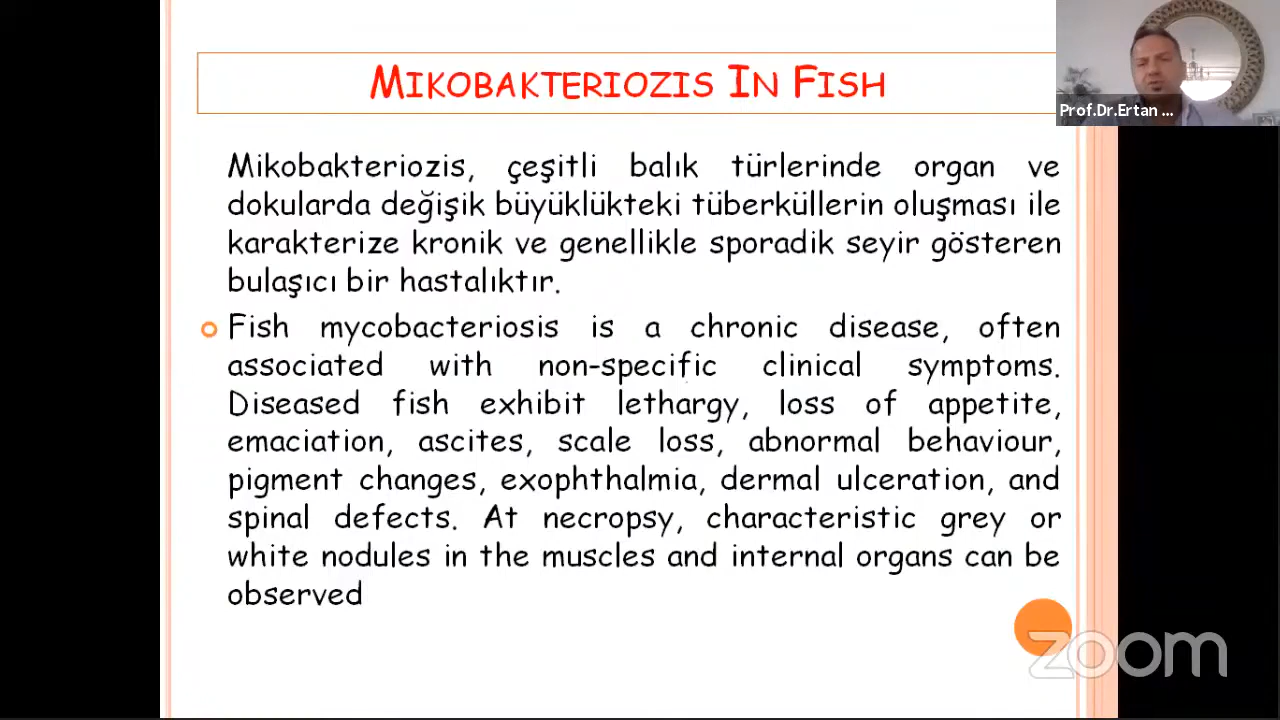 MIKOBAKTERIOZIS IN FISH
Prof.Dr.Ertan ...
Mikobakteriozis, çeşitli balık türlerinde organ ve
dokularda değişik büyüklükteki tüberküllerin oluşması ile
karakterize kronik ve genellikle sporadik seyir gösteren
bulaşıcı bir hastalıktır.
Fish mycobacteriosis is a chronic disease, often
associated with non-specific clinical symptoms.
Diseased fish exhibit lethargy, loss of appetite,
emaciation, ascites, scale loss, abnormal behaviour,
pigment changes, exophthalmia, dermal ulceration, and
spinal defects. At necropsy, characteristic grey or
white nodules in the muscles and internal organs can be
observed
zoom